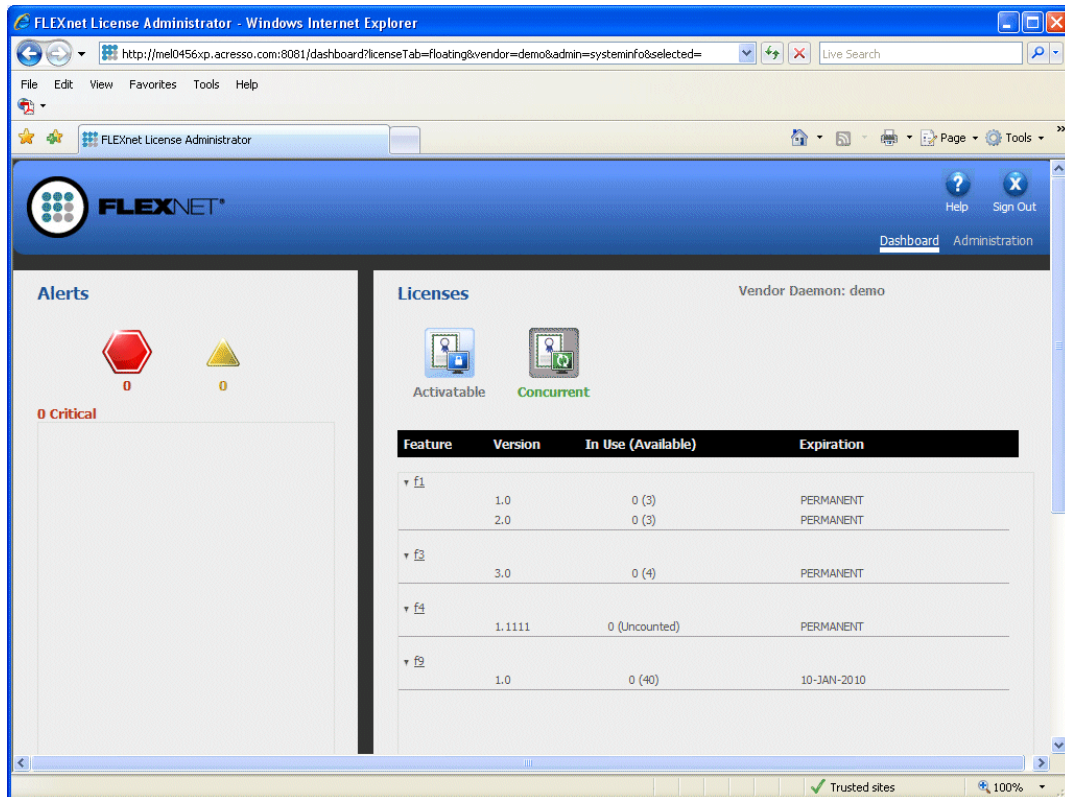 FLEXnet License Administrator - Windows Internet Explorer
http://mel0456xp.acresso.com:8081/dashboard?licenseTab=floating&vendor=demo&admin=systeminfo&selected=
Live Search
File Edit View Favorites Tools Help
FLEXnet License Administrator
Page Tools
FLEXNET®
Help Sign Out
Dashboard Administration
Alerts
0 0
0 Critical
Licenses
Vendor Daemon: demo
Activatable Concurrent
Feature Version In Use (Available) Expiration
f1
1.0 0 (3) PERMANENT
2.0 0 (3) PERMANENT
f3
3.0 0 (4) PERMANENT
f4
1.1111 0 (Uncounted) PERMANENT
f9
1.0 0 (40) 10-JAN-2010
Trusted sites 100%